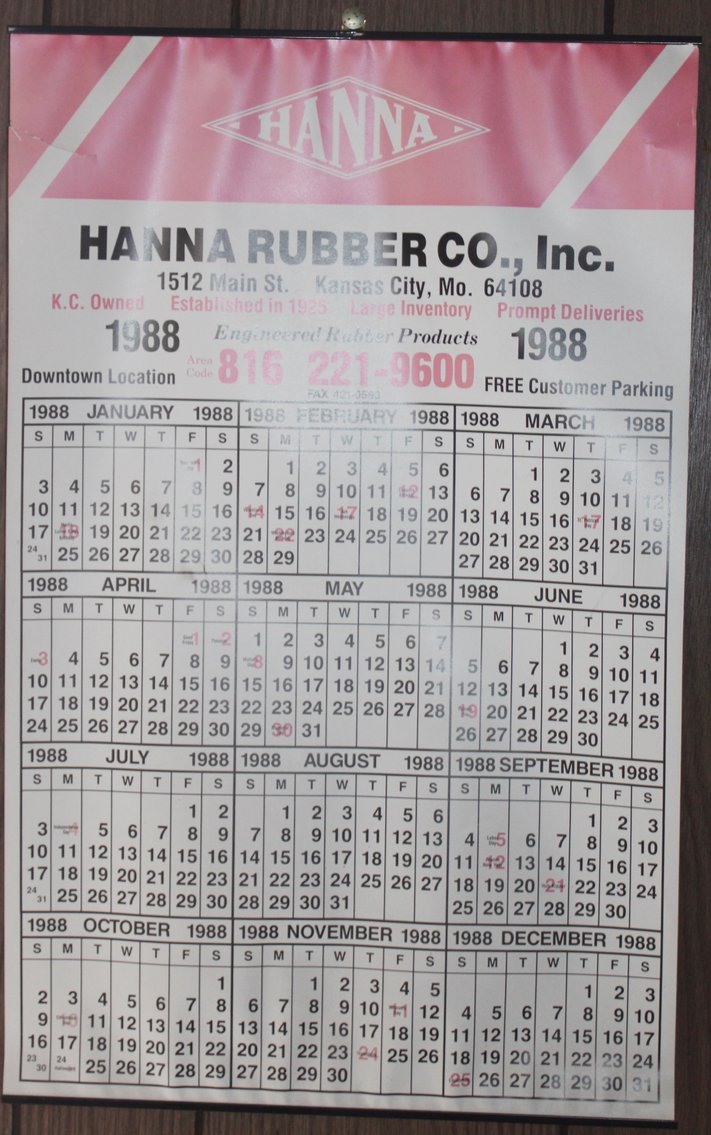 HANNA
HANNA RUBBER CO., Inc.
1512 Main St. Kansas City, Mo. 64108
K.C. Owned Established in 1925 Large Inventory Prompt Deliveries
1988 Engineered Rubber Products 1988
Area Code 816 221-9600
Downtown Location FAX FREE Customer Parking
1988 JANUARY 1988
S M T W T F S
1 2
3 4 5 6 7 8 9
10 11 12 13 14 15 16
17 18 19 20 21 22 23
24 31 25 26 27 28 29 30
1988 FEBRUARY 1988
S M T W T F S
1 2 3 4 5 6
7 8 9 10 11 12 13
14 15 16 17 18 19 20
21 22 23 24 25 26 27
28 29
1988 MARCH 1988
S M T W T F S
1 2 3 4 5
6 7 8 9 10 11 12
13 14 15 16 17 18 19
20 21 22 23 24 25 26
27 28 29 30 31
1988 APRIL 1988
S M T W T F S
1 2
3 4 5 6 7 8 9
10 11 12 13 14 15 16
17 18 19 20 21 22 23
24 25 26 27 28 29 30
1988 MAY 1988
S M T W T F S
1 2 3 4 5 6 7
8 9 10 11 12 13 14
15 16 17 18 19 20 21
22 23 24 25 26 27 28
29 30 31
1988 JUNE 1988
S M T W T F S
1 2 3 4
5 6 7 8 9 10 11
12 13 14 15 16 17 18
19 20 21 22 23 24 25
26 27 28 29 30
1988 JULY 1988
S M T W T F S
1 2
3 4 5 6 7 8 9
10 11 12 13 14 15 16
17 18 19 20 21 22 23
24 31 25 26 27 28 29 30
1988 AUGUST 1988
S M T W T F S
1 2 3 4 5 6
7 8 9 10 11 12 13
14 15 16 17 18 19 20
21 22 23 24 25 26 27
28 29 30 31
1988 SEPTEMBER 1988
S M T W T F S
1 2 3
4 5 6 7 8 9 10
11 12 13 14 15 16 17
18 19 20 21 22 23 24
25 26 27 28 29 30
1988 OCTOBER 1988
S M T W T F S
1
2 3 4 5 6 7 8
9 10 11 12 13 14 15
16 17 18 19 20 21 22
23 30 24 25 26 27 28 29
1988 NOVEMBER 1988
S M T W T F S
1 2 3 4 5
6 7 8 9 10 11 12
13 14 15 16 17 18 19
20 21 22 23 24 25 26
27 28 29 30
1988 DECEMBER 1988
S M T W T F S
1 2 3
4 5 6 7 8 9 10
11 12 13 14 15 16 17
18 19 20 21 22 23 24
25 26 27 28 29 30 31